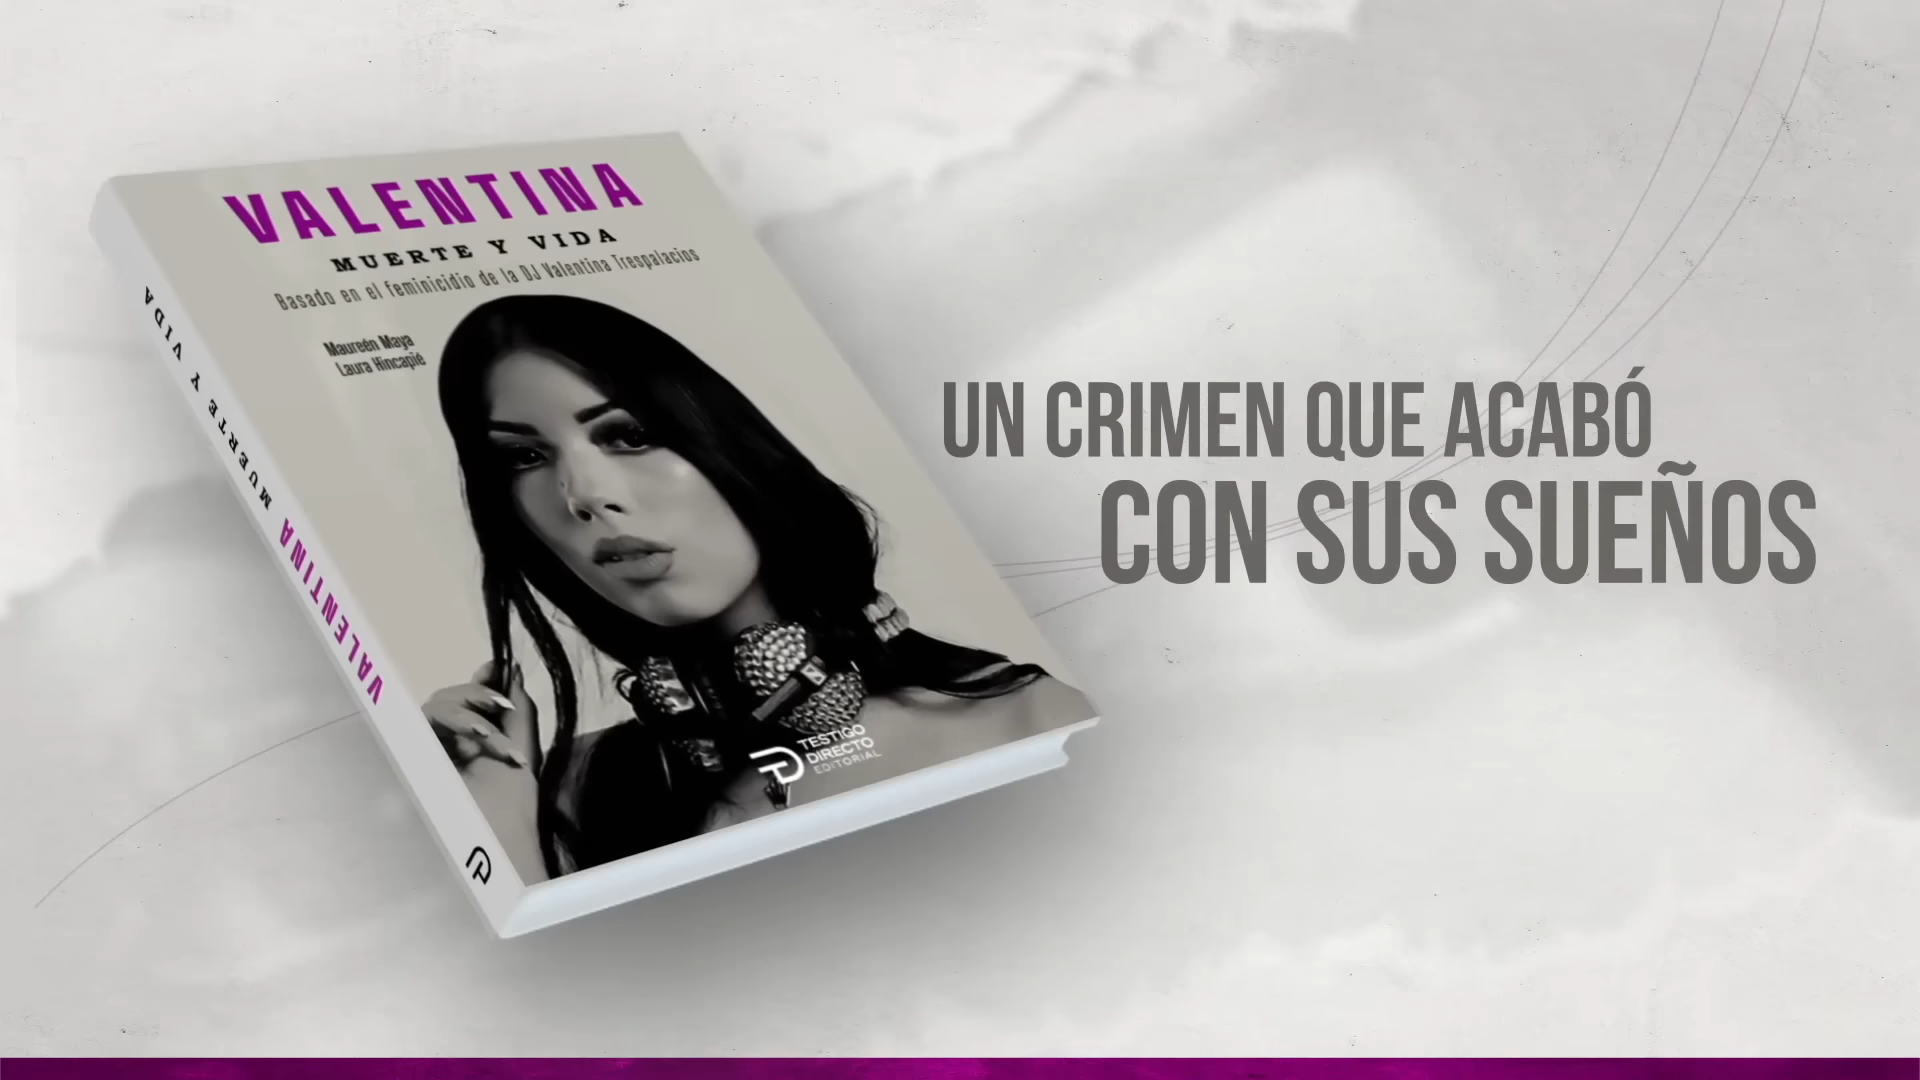 VALENTINA
MUERTE Y VIDA
Basado en el feminicidio de la DJ Valentina Trespalacios
Maureén Maya
Laura Hincapié
TESTIGO
DIRECTO
EDITORIAL
VALENTINA MUERTE Y VIDA
UN CRIMEN QUE ACABÓ
CON SUS SUEÑOS